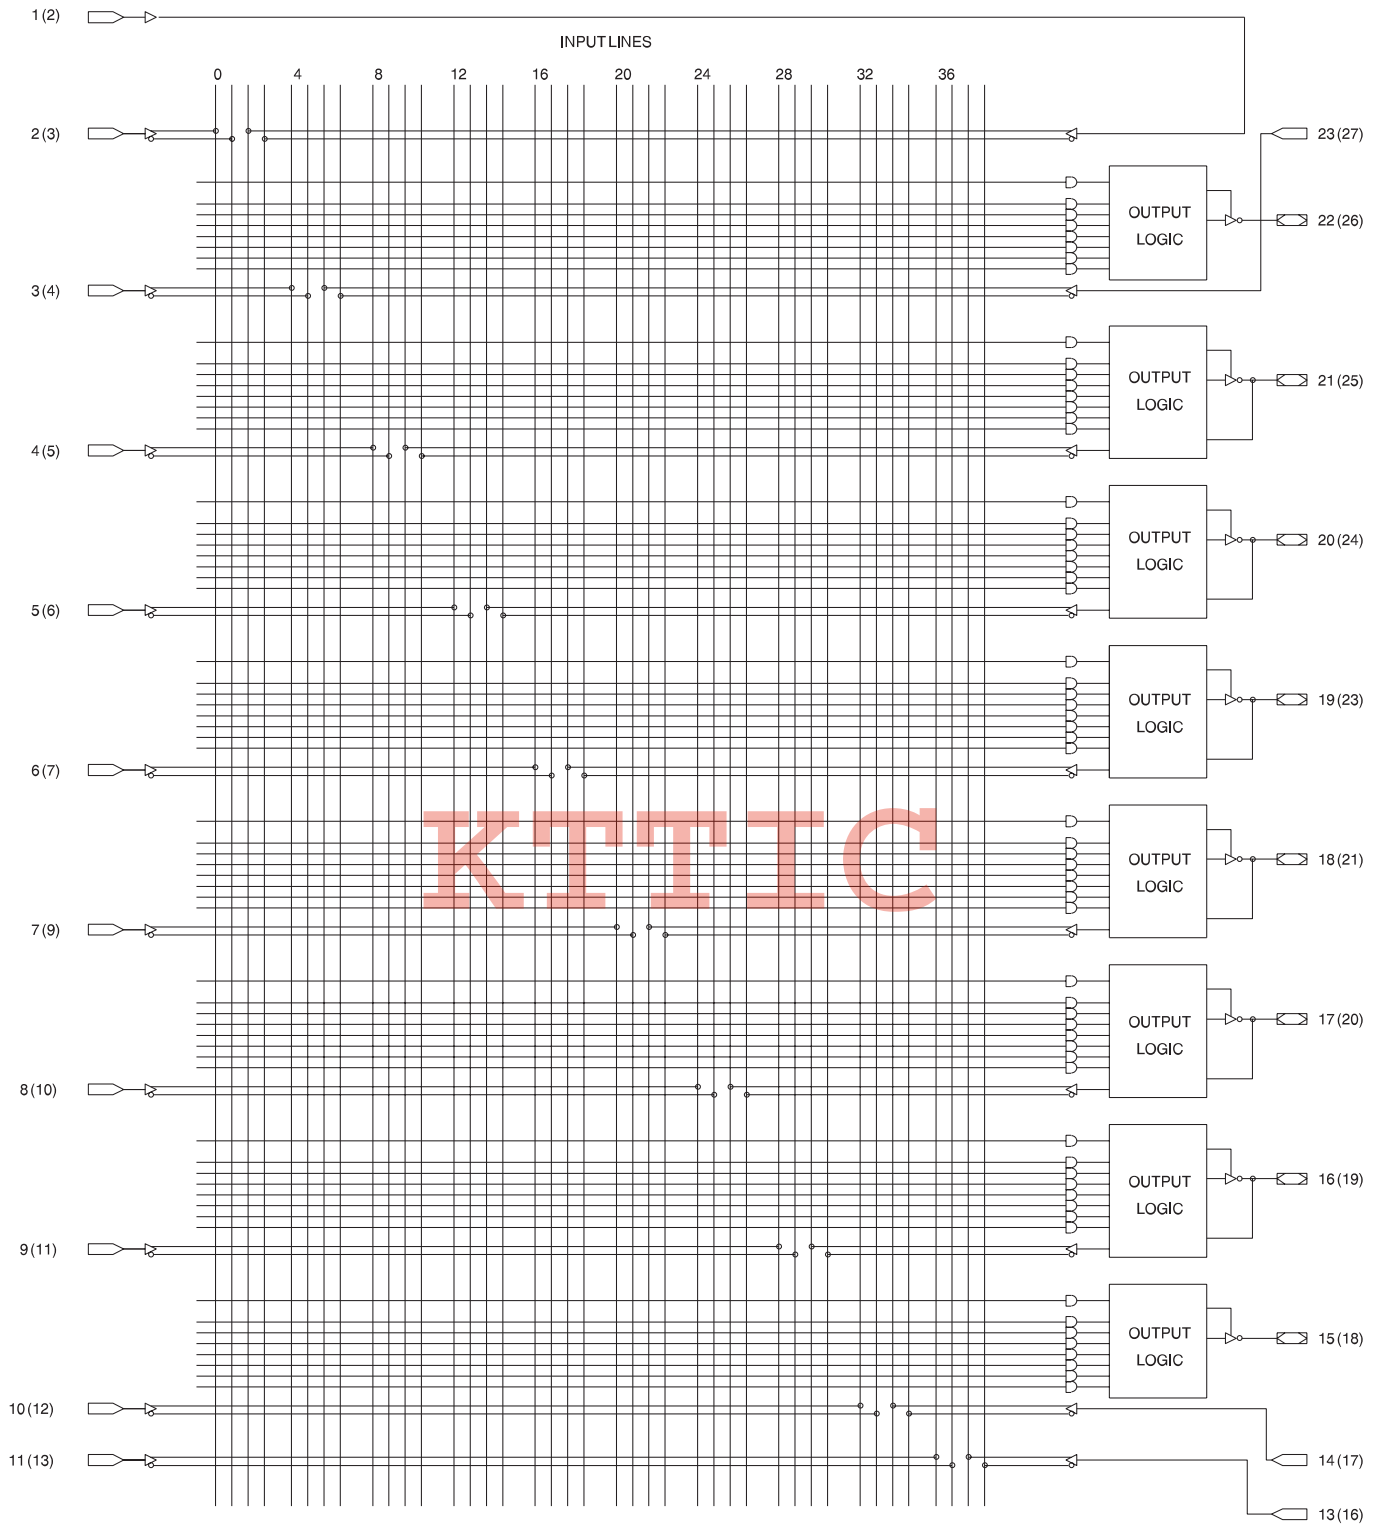 1(2)
INPUT LINES
0 4 8 12 16 20 24 28 32 36
2(3)
23(27)
OUTPUT
LOGIC
22(26)
3(4)
OUTPUT
LOGIC
21(25)
4(5)
OUTPUT
LOGIC
20(24)
5(6)
OUTPUT
LOGIC
19(23)
6(7)
KTTIC
OUTPUT
LOGIC
18(21)
7(9)
OUTPUT
LOGIC
17(20)
8(10)
OUTPUT
LOGIC
16(19)
9(11)
OUTPUT
LOGIC
15(18)
10(12)
11(13)
14(17)
13(16)